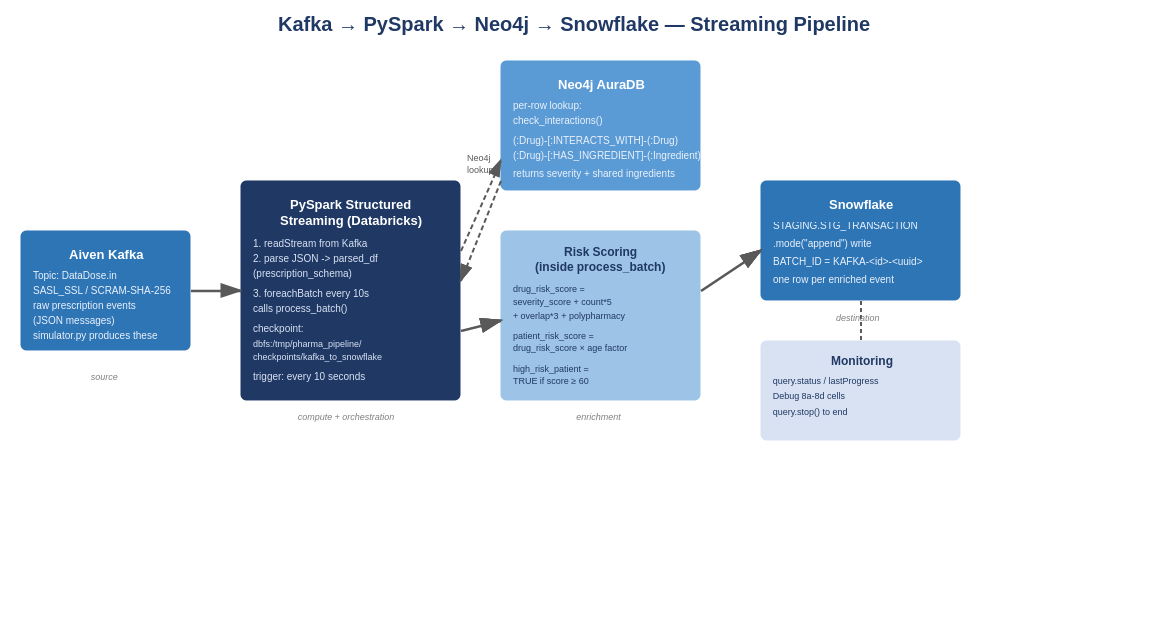 Kafka → PySpark → Neo4j → Snowflake — Streaming Pipeline
Neo4j AuraDB
per-row lookup:
check_interactions()
(:Drug)-[:INTERACTS_WITH]-(:Drug)
(:Drug)-[:HAS_INGREDIENT]-(:Ingredient)
returns severity + shared ingredients
Neo4j
lookup
PySpark Structured
Streaming (Databricks)
1. readStream from Kafka
2. parse JSON -> parsed_df
(prescription_schema)
3. foreachBatch every 10s
calls process_batch()
checkpoint:
dbfs:/tmp/pharma_pipeline/
checkpoints/kafka_to_snowflake
trigger: every 10 seconds
compute + orchestration
Aiven Kafka
Topic: DataDose.in
SASL_SSL / SCRAM-SHA-256
raw prescription events
(JSON messages)
simulator.py produces these
source
Risk Scoring
(inside process_batch)
drug_risk_score =
severity_score + count*5
+ overlap*3 + polypharmacy
patient_risk_score =
drug_risk_score × age factor
high_risk_patient =
TRUE if score ≥ 60
enrichment
Snowflake
STAGING.STG_TRANSACTION
.mode("append") write
BATCH_ID = KAFKA-<id>-<uuid>
one row per enriched event
destination
Monitoring
query.status / lastProgress
Debug 8a-8d cells
query.stop() to end